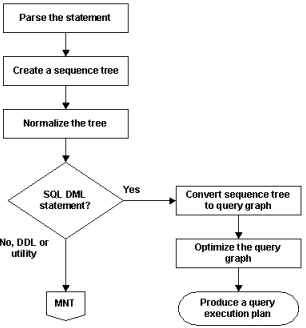 Parse the statement
Create a sequence tree
Normalize the tree
SQL DML
statement?
Yes
Convert sequence tree
to query graph
No, DDL or
utility
Optimize the query
graph
MNT
Produce a query
execution plan